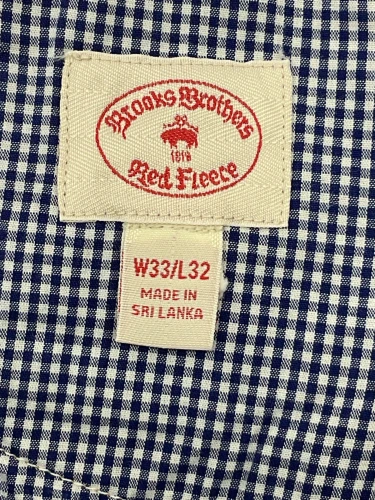 Brooks Brothers
1818
Red Fleece
W33/L32
MADE IN
SRI LANKA